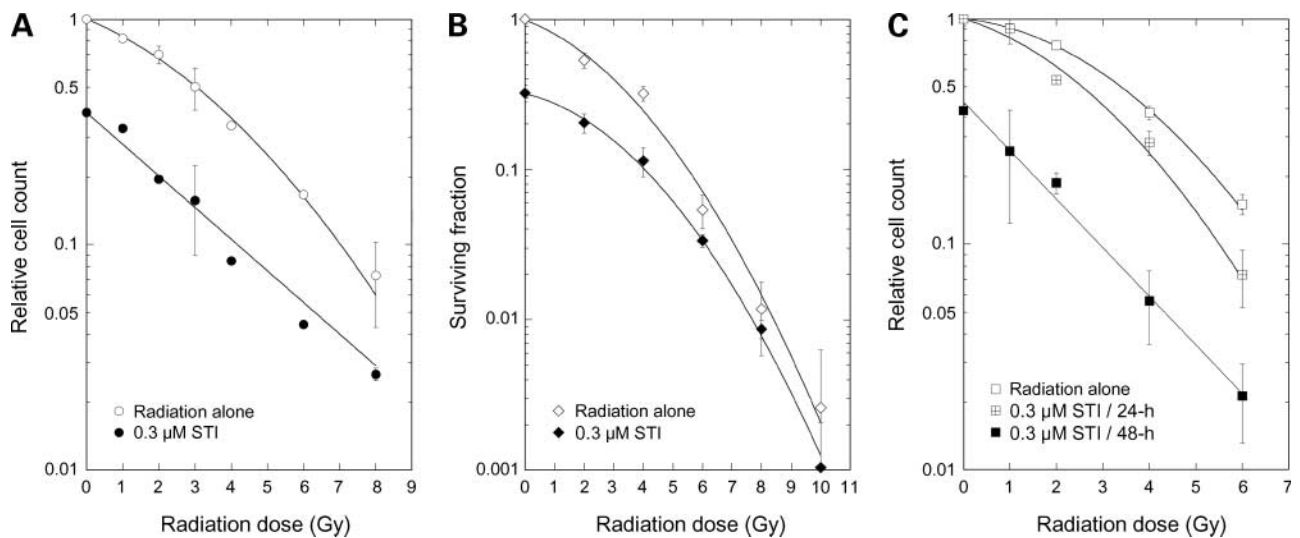 A
1
0.5
0.1
0.05
0.01
Relative cell count
Radiation alone
0.3 μM STI
0 1 2 3 4 5 6 7 8 9
Radiation dose (Gy)
B
1
0.1
0.01
0.001
Surviving fraction
Radiation alone
0.3 μM STI
0 1 2 3 4 5 6 7 8 9 10 11
Radiation dose (Gy)
C
1
0.5
0.1
0.05
0.01
Relative cell count
Radiation alone
0.3 μM STI / 24-h
0.3 μM STI / 48-h
0 1 2 3 4 5 6 7
Radiation dose (Gy)